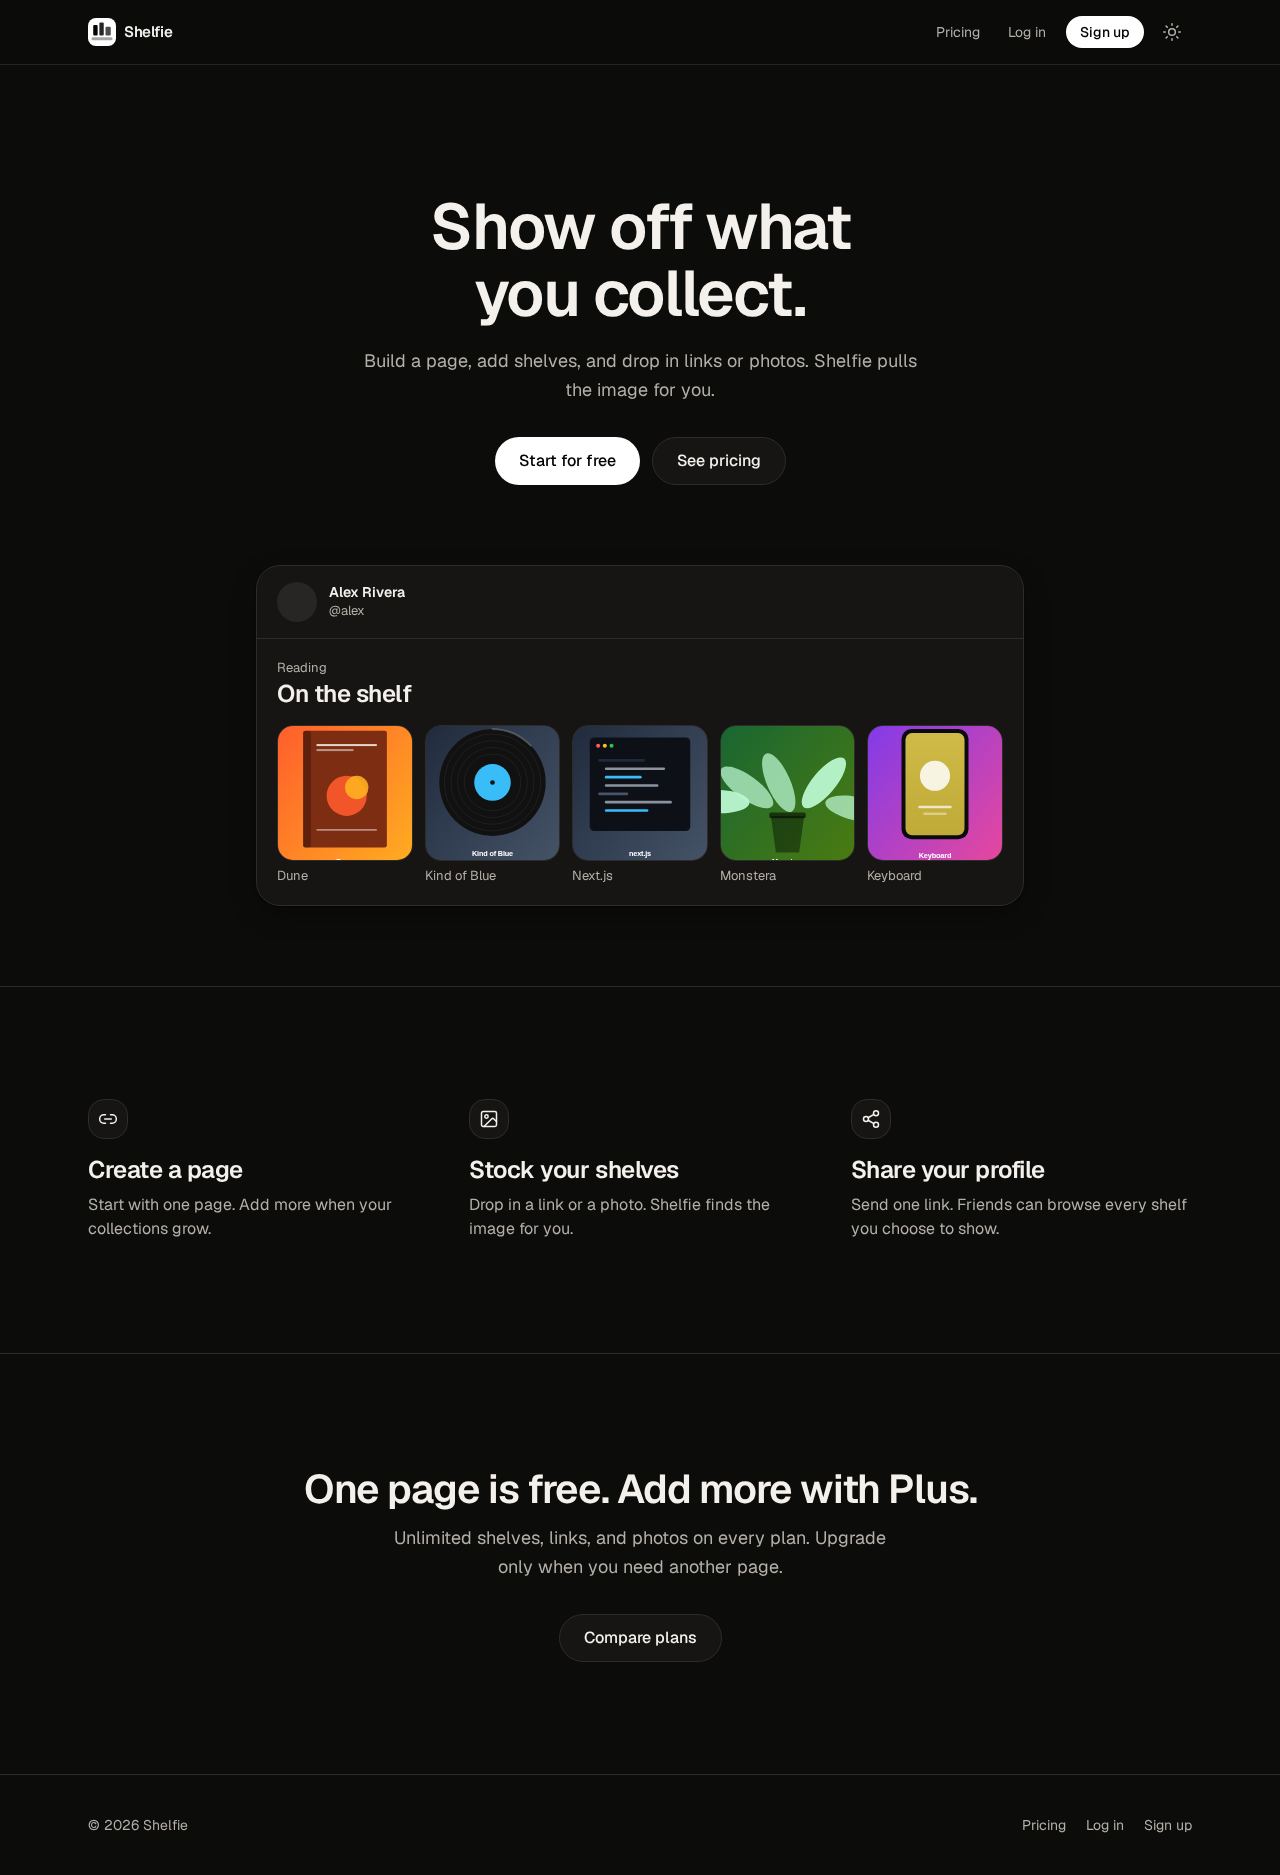 Shelfie
Pricing
Log in
Sign up
Show off what
you collect.
Build a page, add shelves, and drop in links or photos. Shelfie pulls
the image for you.
Start for free
See pricing
Alex Rivera
@alex
Reading
On the shelf
Kind of Blue
next.js
Keyboard
Dune
Kind of Blue
Next.js
Monstera
Keyboard
Create a page
Start with one page. Add more when your
collections grow.
Stock your shelves
Drop in a link or a photo. Shelfie finds the
image for you.
Share your profile
Send one link. Friends can browse every shelf
you choose to show.
One page is free. Add more with Plus.
Unlimited shelves, links, and photos on every plan. Upgrade
only when you need another page.
Compare plans
© 2026 Shelfie
Pricing
Log in
Sign up